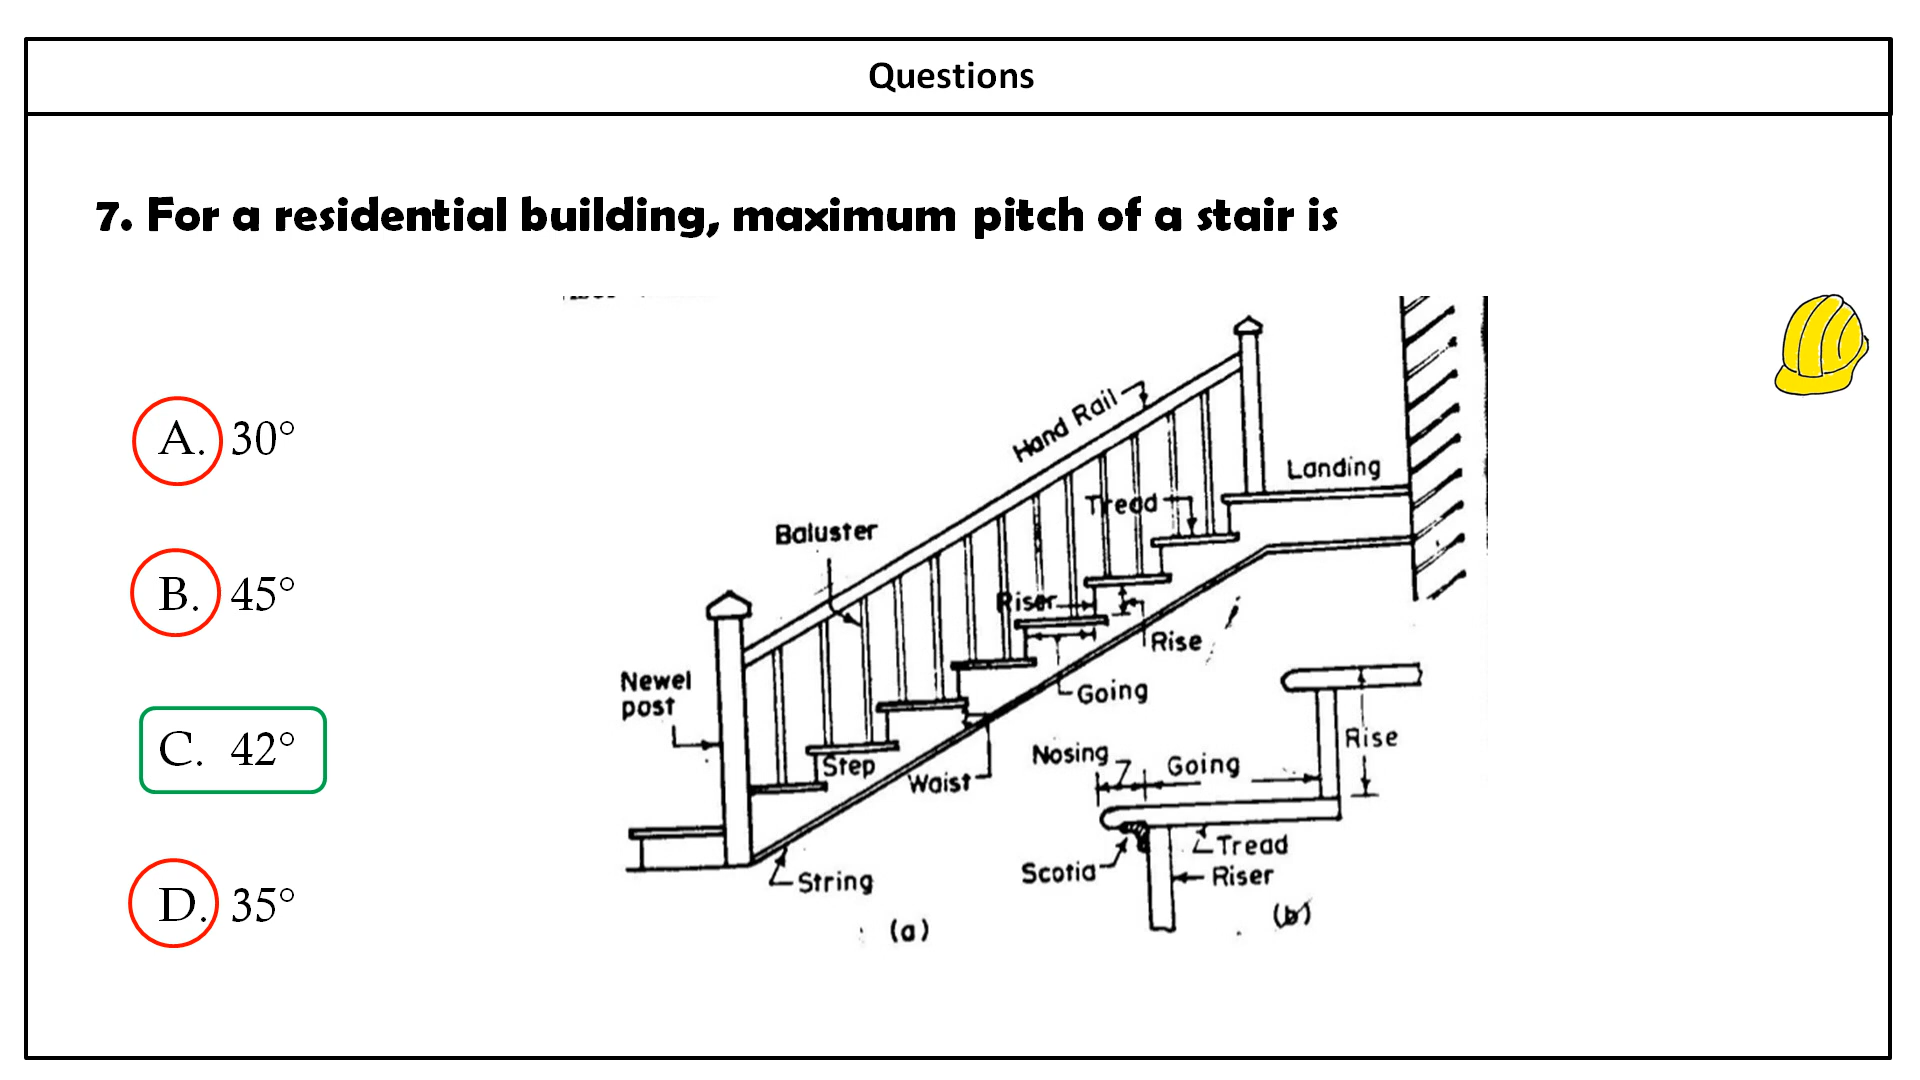 Questions
7. For a residential building, maximum pitch of a stair is
A. 30°
B. 45°
C. 42°
D. 35°
Hand Rail
Landing
Tread
Baluster
Riser
Rise
Newel
post
Going
Step
Waist
String
(a)
Nosing
Going
Rise
Tread
Scotia
Riser
(b)